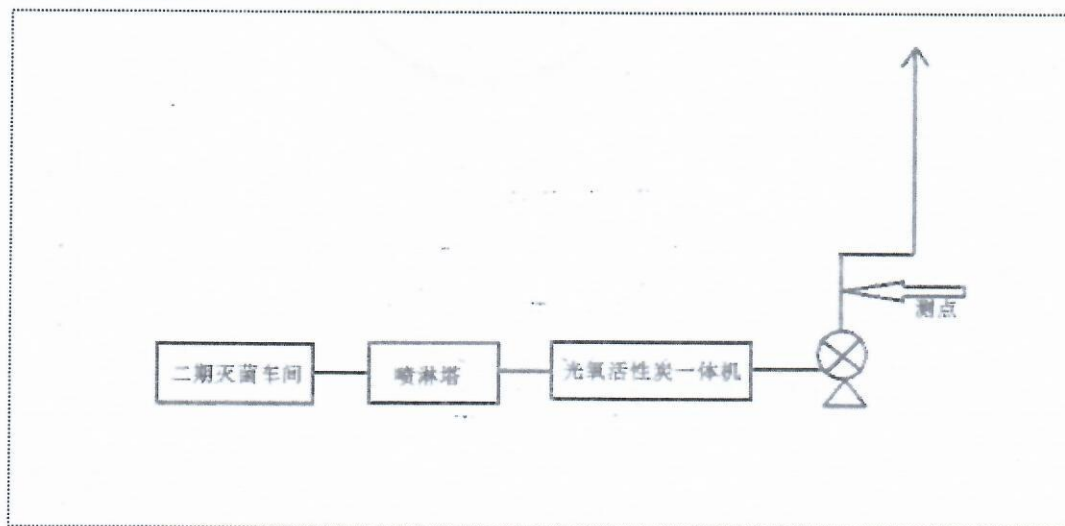 测点
二期灭菌车间
喷淋塔
光氧活性炭一体机